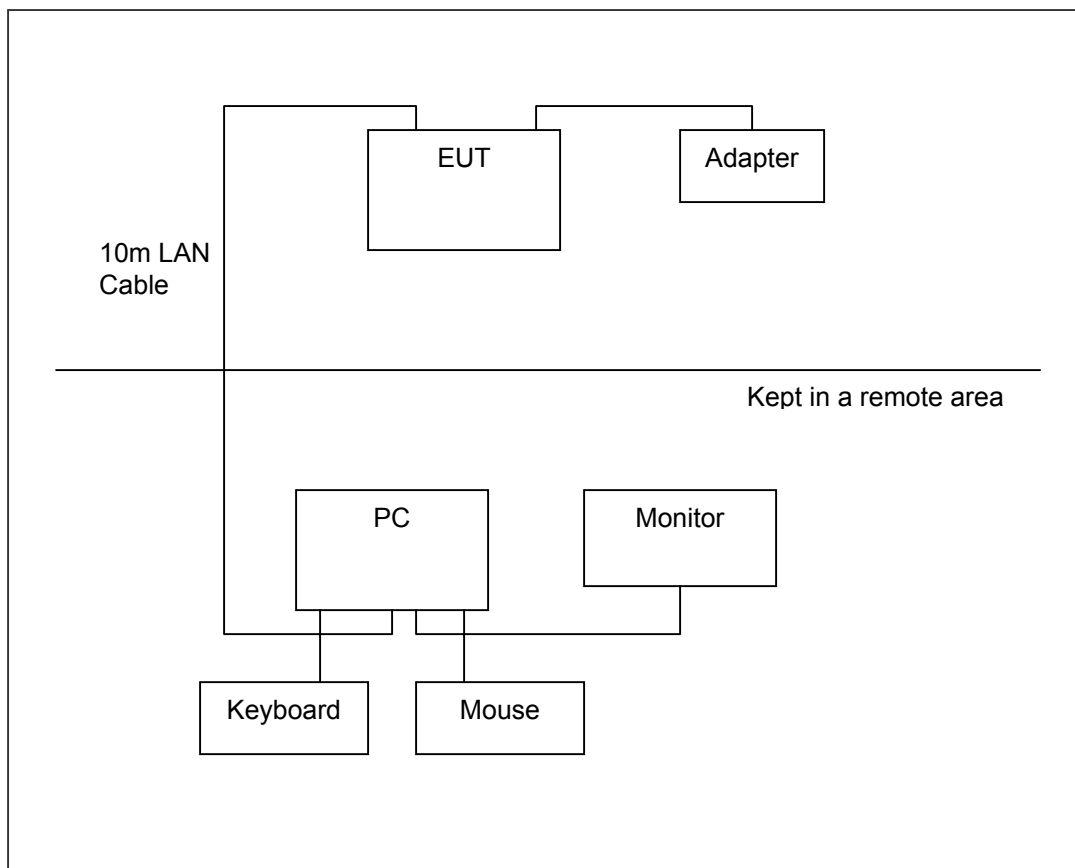 EUT
Adapter
10m LAN
Cable
Kept in a remote area
PC
Monitor
Keyboard
Mouse